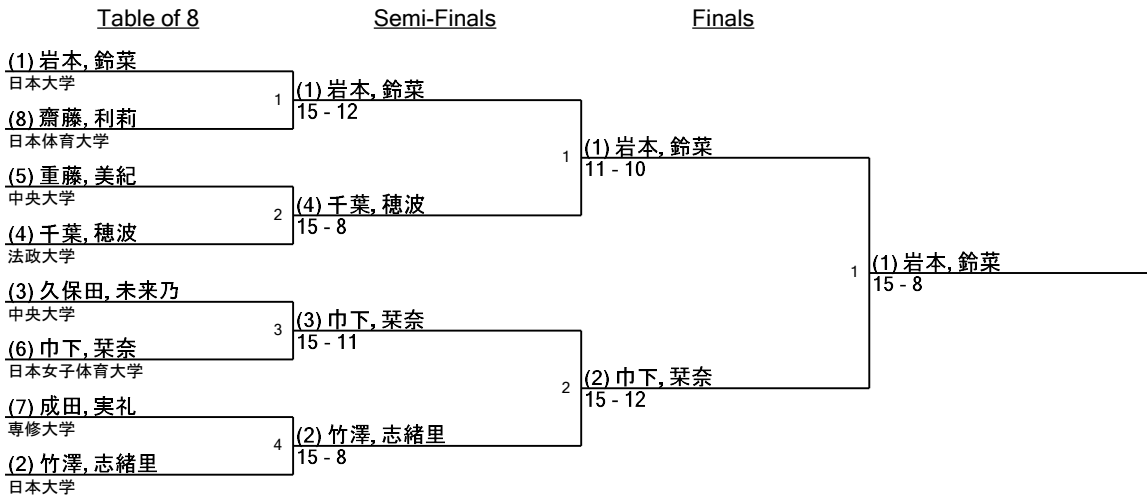 Table of 8
Semi-Finals
Finals
(1) 岩本, 鈴菜
日本大学
1
(1) 岩本, 鈴菜
15 - 12
(8) 齋藤, 利莉
日本体育大学
1
(1) 岩本, 鈴菜
11 - 10
(5) 重藤, 美紀
中央大学
2
(4) 千葉, 穂波
15 - 8
(4) 千葉, 穂波
法政大学
1
(1) 岩本, 鈴菜
15 - 8
(3) 久保田, 未来乃
中央大学
3
(3) 巾下, 栞奈
15 - 11
(6) 巾下, 栞奈
日本女子体育大学
2
(2) 巾下, 栞奈
15 - 12
(7) 成田, 実礼
専修大学
4
(2) 竹澤, 志緒里
15 - 8
(2) 竹澤, 志緒里
日本大学